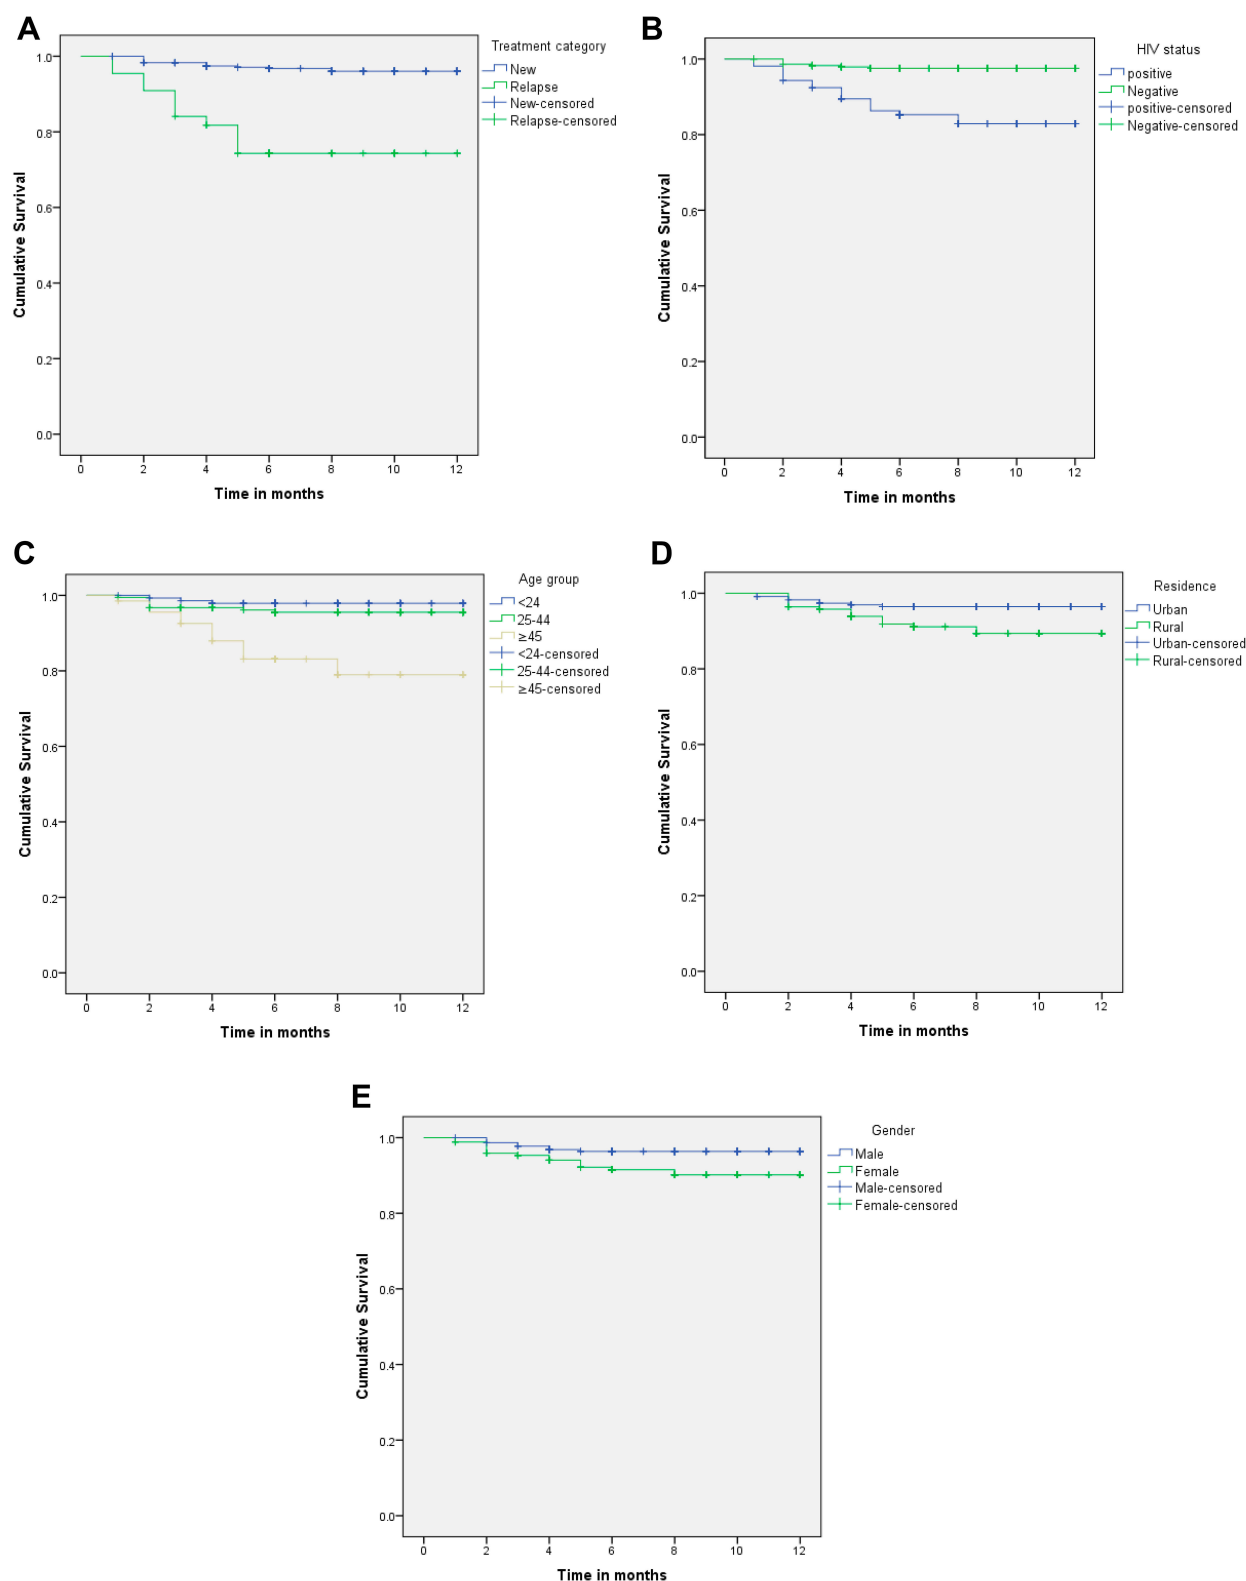 A
Treatment category
New
Relapse
New-censored
Relapse-censored
Cumulative Survival
1.0
0.8
0.6
0.4
0.2
0.0
0 2 4 6 8 10 12
Time in months
B
HIV status
positive
Negative
positive-censored
Negative-censored
Cumulative Survival
1.0
0.8
0.6
0.4
0.2
0.0
0 2 4 6 8 10 12
Time in months
C
Age group
<24
25-44
≥45
<24-censored
25-44-censored
≥45-censored
Cumulative Survival
1.0
0.8
0.6
0.4
0.2
0.0
0 2 4 6 8 10 12
Time in months
D
Residence
Urban
Rural
Urban-censored
Rural-censored
Cumulative Survival
1.0
0.8
0.6
0.4
0.2
0.0
0 2 4 6 8 10 12
Time in months
E
Gender
Male
Female
Male-censored
Female-censored
Cumulative Survival
1.0
0.8
0.6
0.4
0.2
0.0
0 2 4 6 8 10 12
Time in months